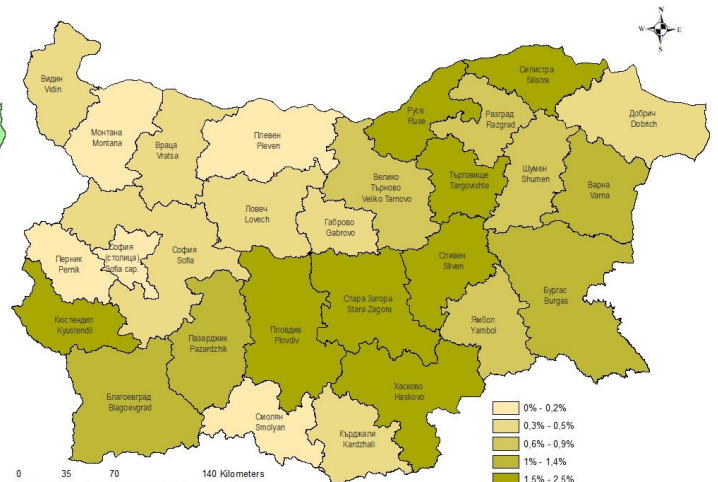 N
W
E
S
Видин
Vidin
Монтана
Montana
Враца
Vratsa
Плевен
Pleven
Русе
Ruse
Силистра
Silistra
Разград
Razgrad
Добрич
Dobrich
Велико
Търново
Veliko Tarnovo
Търговище
Targovishte
Шумен
Shumen
Варна
Varna
Ловеч
Lovech
Габрово
Gabrovo
Перник
Pernik
София
(столица)
Sofia cap.
София
Sofia
Сливен
Sliven
Бургас
Burgas
Кюстендил
Kyustendil
Пазарджик
Pazardzhik
Пловдив
Plovdiv
Стара Загора
Stara Zagora
Ямбол
Yambol
Благоевград
Blagoevgrad
Смолян
Smolyan
Кърджали
Kardzhali
Хасково
Haskovo
0% - 0,2%
0,3% - 0,5%
0,6% - 0,9%
1% - 1,4%
1,5% - 2,5%
0 35 70 140 Kilometers